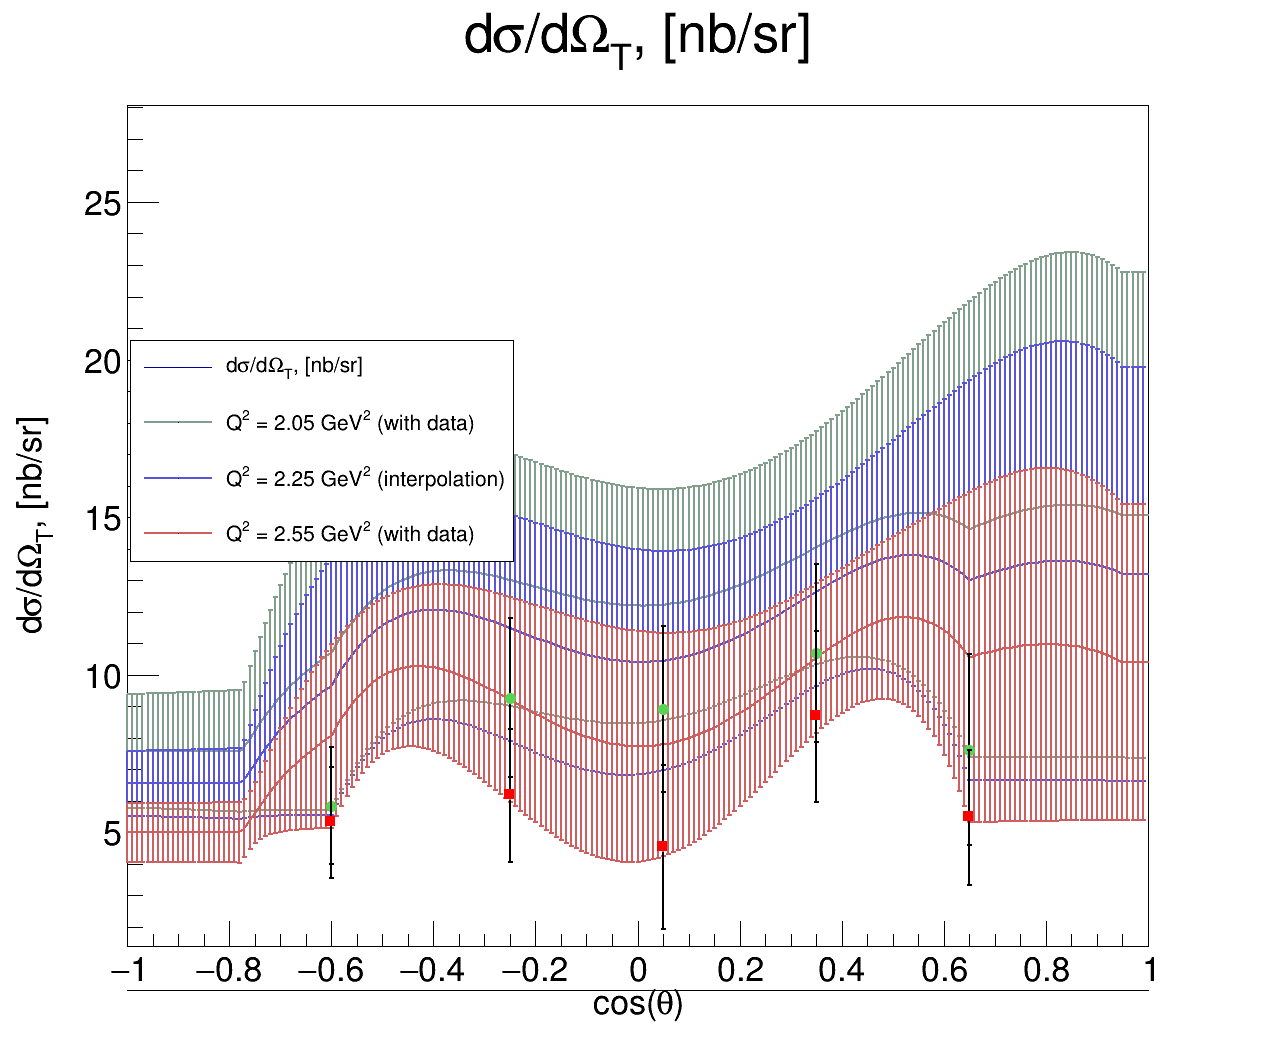 dσ/dΩT, [nb/sr]
dσ/dΩT, [nb/sr]
25
20
15
10
5
dσ/dΩT, [nb/sr]
Q2 = 2.05 GeV2 (with data)
Q2 = 2.25 GeV2 (interpolation)
Q2 = 2.55 GeV2 (with data)
−1 −0.8 −0.6 −0.4 −0.2 0 0.2 0.4 0.6 0.8 1
cos(θ)